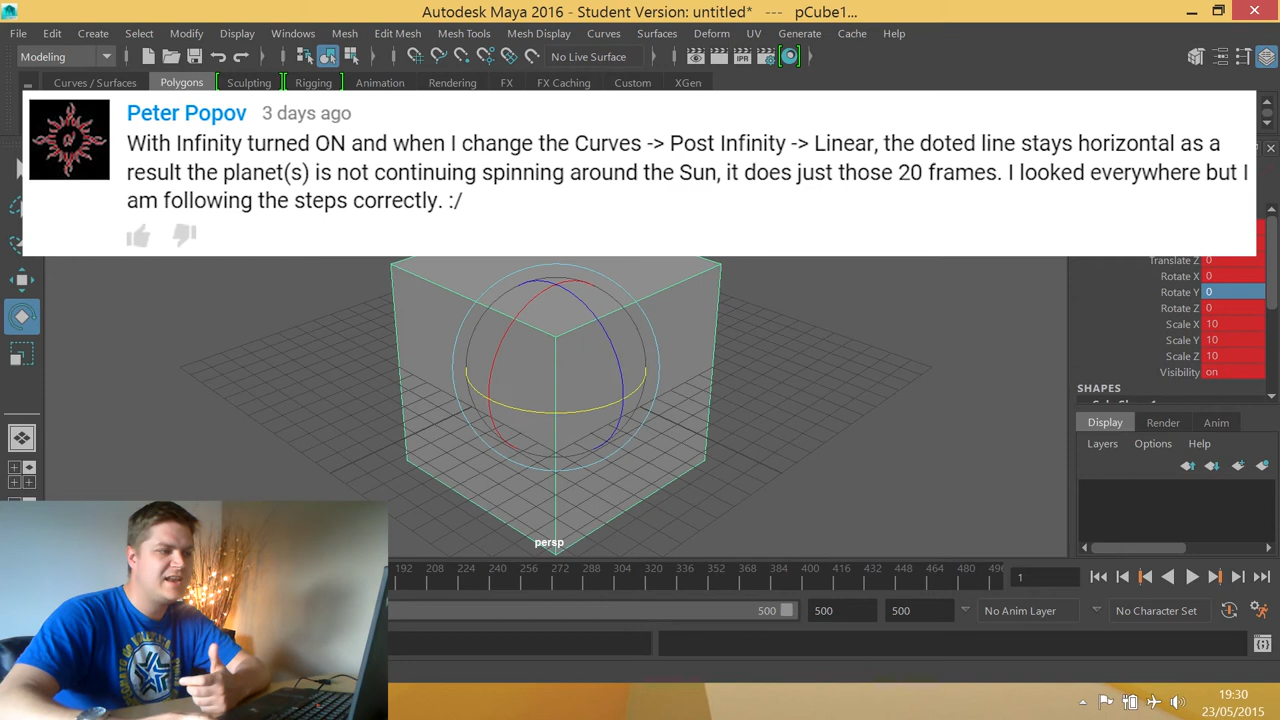 Autodesk Maya 2016 - Student Version: untitled* --- pCube1...
File Edit Create Select Modify Display Windows Mesh Edit Mesh Mesh Tools Mesh Display Curves Surfaces Deform UV Generate Cache Help
Modeling No Live Surface
Curves / Surfaces Polygons Sculpting Rigging Animation Rendering FX FX Caching Custom XGen
Peter Popov 3 days ago
With Infinity turned ON and when I change the Curves -> Post Infinity -> Linear, the doted line stays horizontal as a
result the planet(s) is not continuing spinning around the Sun, it does just those 20 frames. I looked everywhere but I
am following the steps correctly. :/
Translate Z 0
Rotate X 0
Rotate Y 0
Rotate Z 0
Scale X 10
Scale Y 10
Scale Z 10
Visibility on
SHAPES
Display Render Anim
Layers Options Help
persp
192 208 224 240 256 272 288 304 320 336 352 368 384 400 416 432 448 464 480 496
1
500 500 500 No Anim Layer No Character Set
19:30
23/05/2015